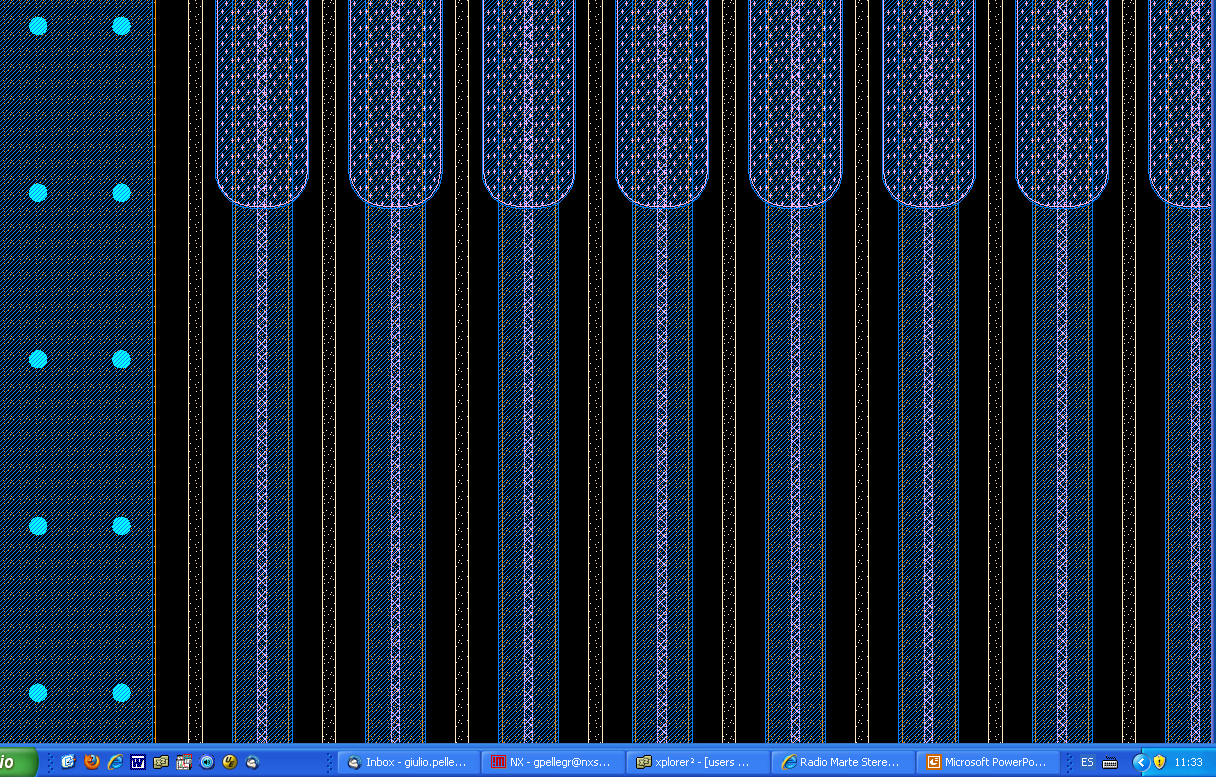 io
Inbox - giulio.pelle...
NX - gpellegr@nxs...
xplorer² - [users ...
Radio Marte Stere...
Microsoft PowerPo...
ES
11:33